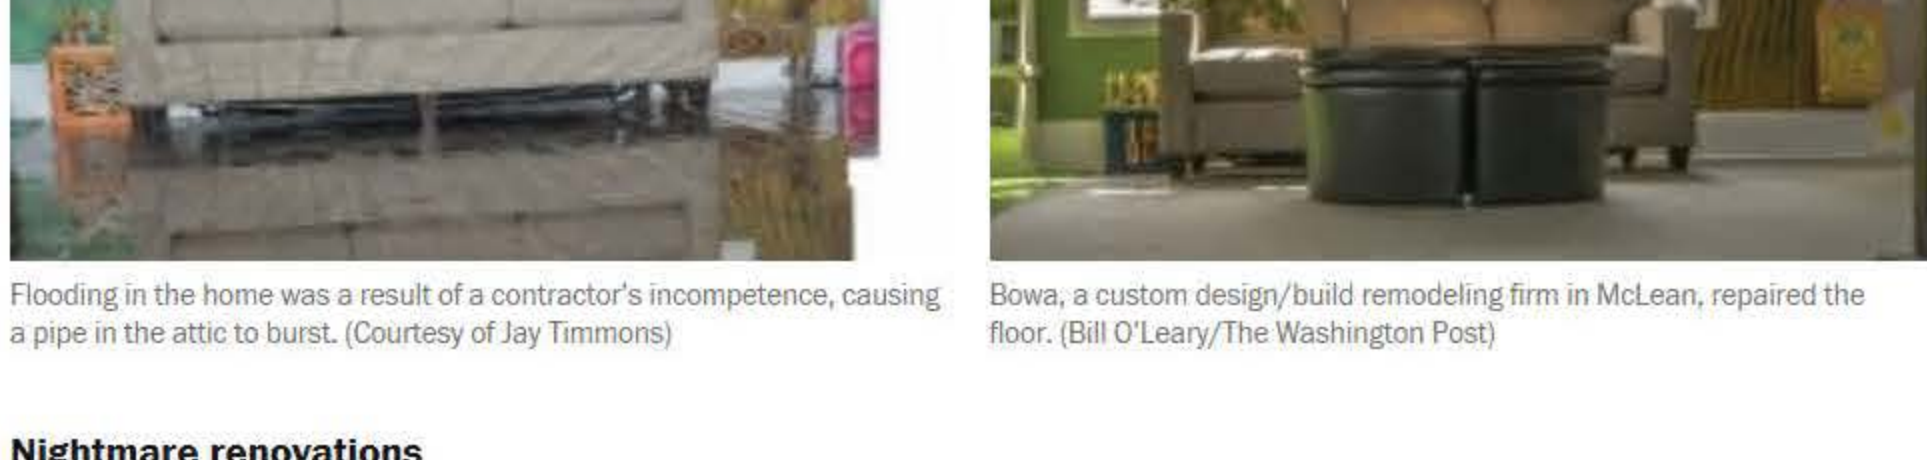 Flooding in the home was a result of a contractor's incompetence, causing
a pipe in the attic to burst. (Courtesy of Jay Timmons)
Bowa, a custom design/build remodeling firm in McLean, repaired the
floor. (Bill O'Leary/The Washington Post)
Nightmare renovations